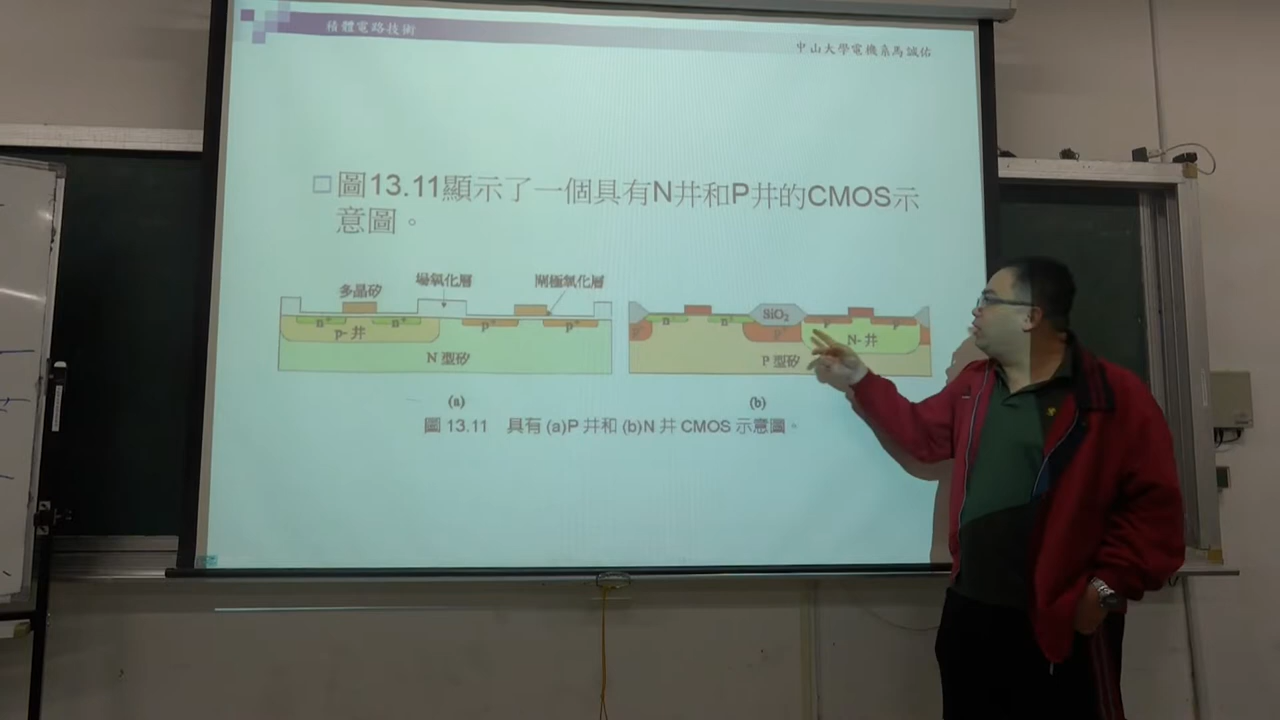 積體電路技術
中山大學電機系馬誠佑
圖13.11顯示了一個具有N井和P井的CMOS示
意圖。
多晶矽
場氧化層
閘極氧化層
n⁺
n⁺
p⁺
p⁺
p- 井
N 型矽
SiO₂
n
n⁺
P
P
N- 井
P 型矽
(a)
(b)
圖 13.11 具有 (a)P 井和 (b)N 井 CMOS 示意圖。